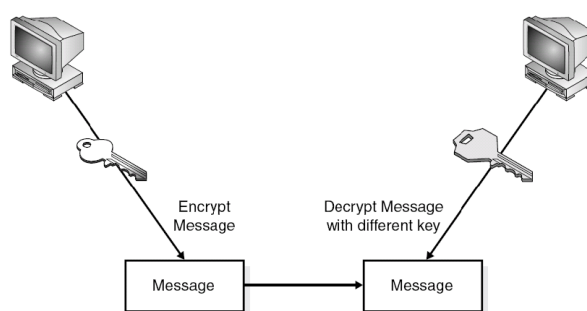 Encrypt
Message
Decrypt Message
with different key
Message
Message